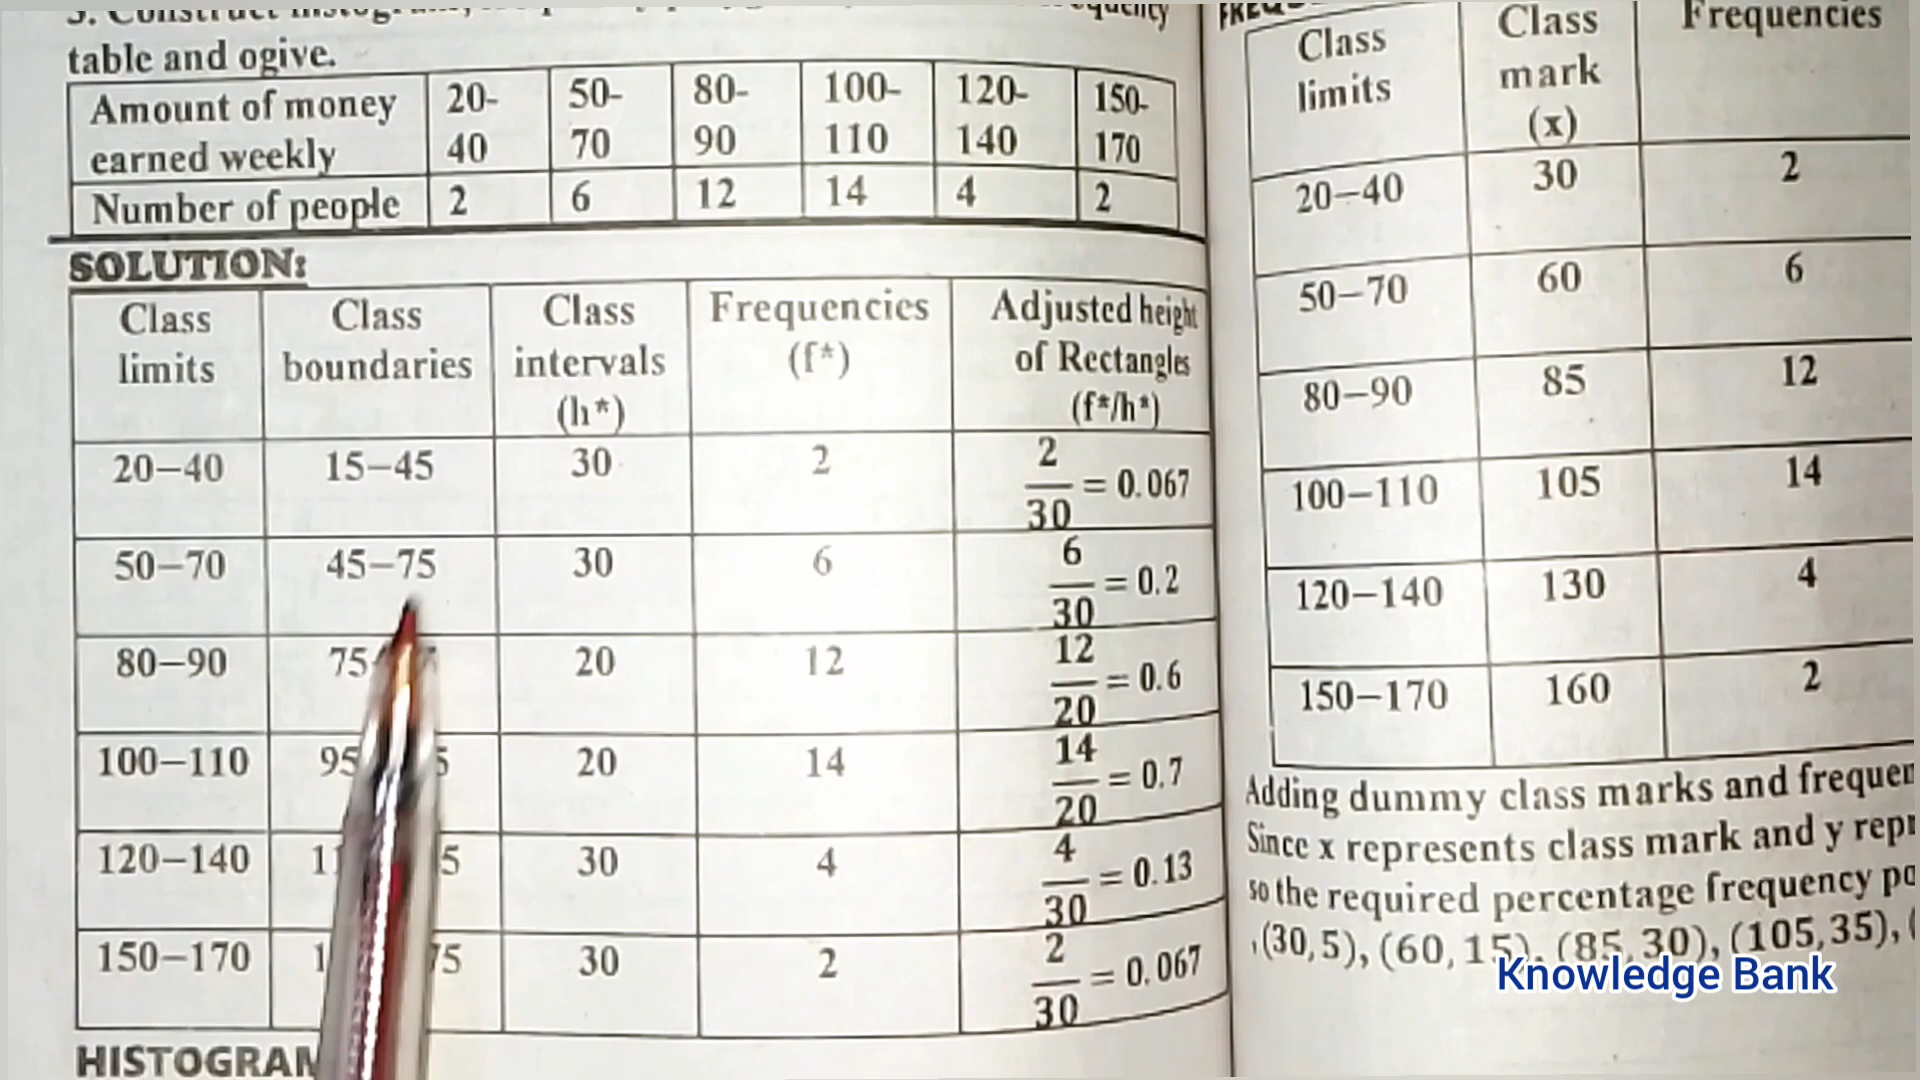 table and ogive.
Amount of money earned weekly 20-40 50-70 80-90 100-110 120-140 150-170
Number of people 2 6 12 14 4 2
SOLUTION:
Class limits Class boundaries Class intervals (h*) Frequencies (f*) Adjusted height of Rectangles (f*/h*)
20–40 15–45 30 2 2/30 = 0.067
50–70 45–75 30 6 6/30 = 0.2
80–90 75 20 12 12/20 = 0.6
100–110 95 20 14 14/20 = 0.7
120–140 30 4 4/30 = 0.13
150–170 30 2 2/30 = 0.067
Class limits Class mark (x) Frequencies
20–40 30 2
50–70 60 6
80–90 85 12
100–110 105 14
120–140 130 4
150–170 160 2
Adding dummy class marks and
Since x represents class mark and y
so the required percentage frequency
,(30,5), (60,15), (85,30), (105,35),
Knowledge Bank